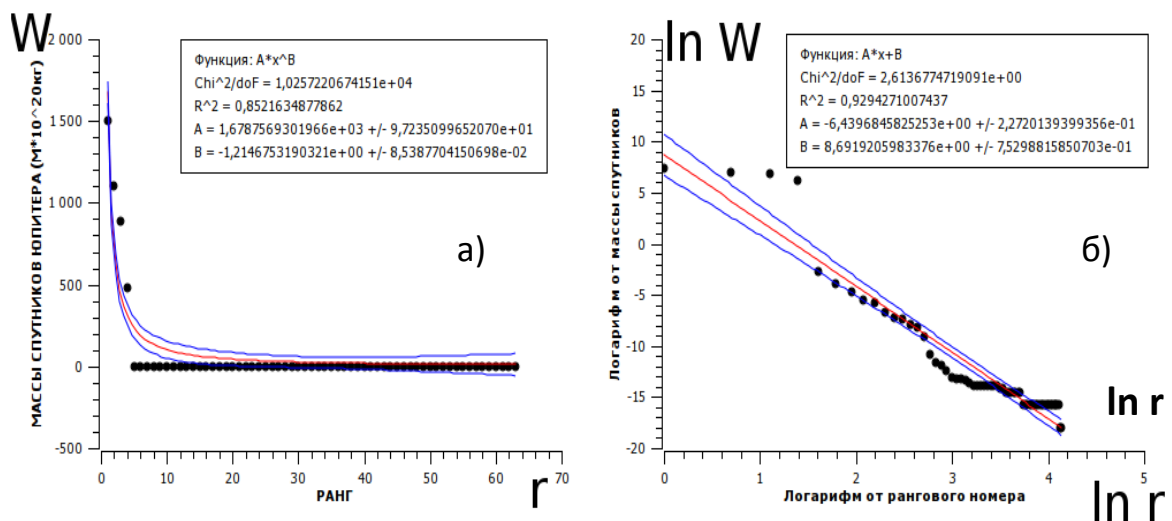 W
МАССЫ СПУТНИКОВ ЮПИТЕРА (М*10^20кг)
2 000
1 500
1 000
500
0
-500
Функция: A*x^B
Chi^2/doF = 1,0257220674151e+04
R^2 = 0,8521634877862
A = 1,6787569301966e+03 +/- 9,7235099652070e+01
B = -1,2146753190321e+00 +/- 8,5387704150698e-02
а)
0 10 20 30 40 50 60 70
РАНГ
r
ln W
Логарифм от массы спутников
20
15
10
5
0
-5
-10
-15
-20
Функция: A*x+B
Chi^2/doF = 2,6136774719091e+00
R^2 = 0,9294271007437
A = -6,4396845825253e+00 +/- 2,2720139399356e-01
B = 8,6919205983376e+00 +/- 7,5298815850703e-01
б)
ln r
0 1 2 3 4 5
Логарифм от рангового номера
ln r